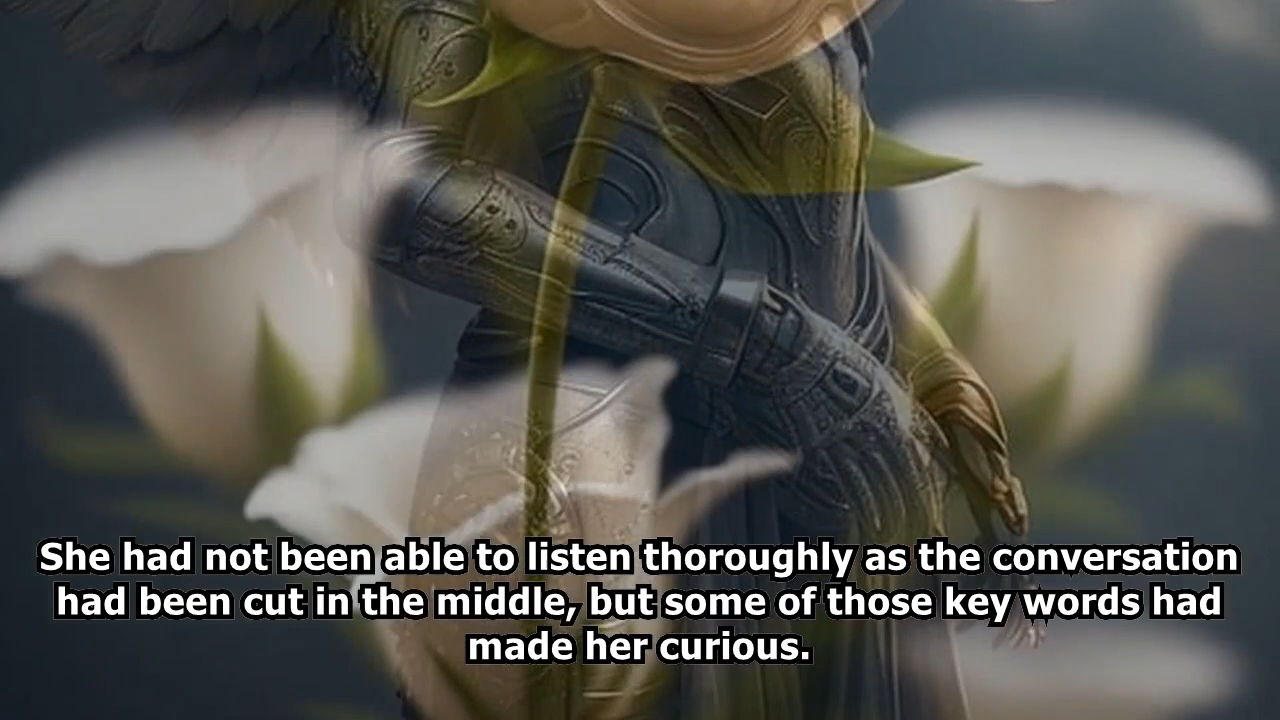 She had not been able to listen thoroughly as the conversation
had been cut in the middle, but some of those key words had
made her curious.